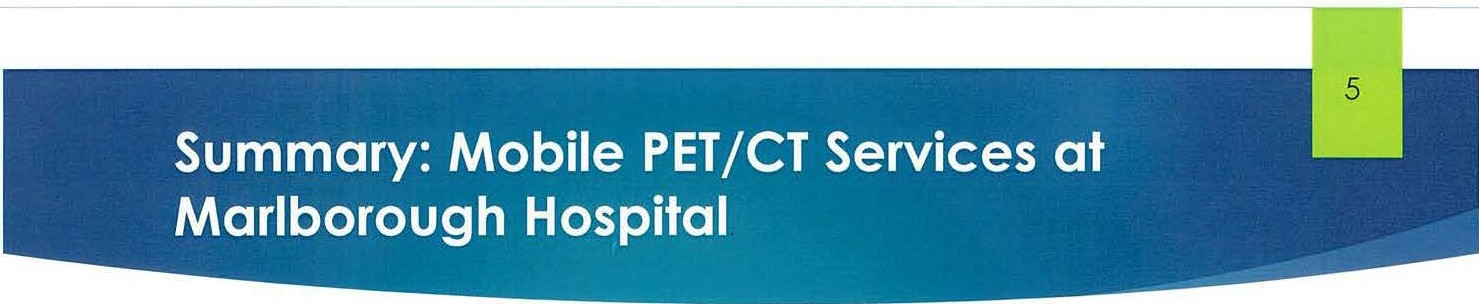 5
Summary: Mobile PET/CT Services at
Marlborough Hospital